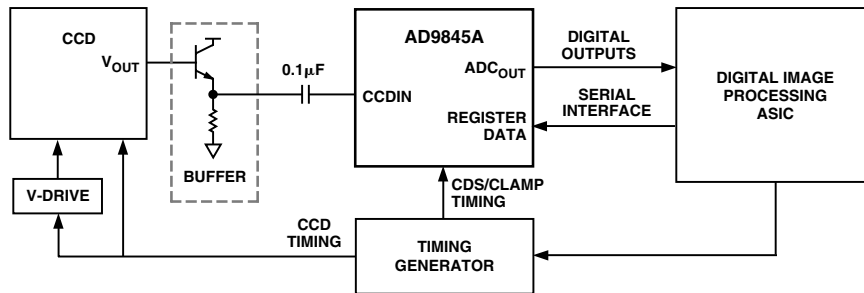 CCD
V_OUT
BUFFER
0.1μF
AD9845A
ADC_OUT
CCDIN
REGISTER
DATA
DIGITAL
OUTPUTS
SERIAL
INTERFACE
DIGITAL IMAGE
PROCESSING
ASIC
V-DRIVE
CCD
TIMING
CDS/CLAMP
TIMING
TIMING
GENERATOR